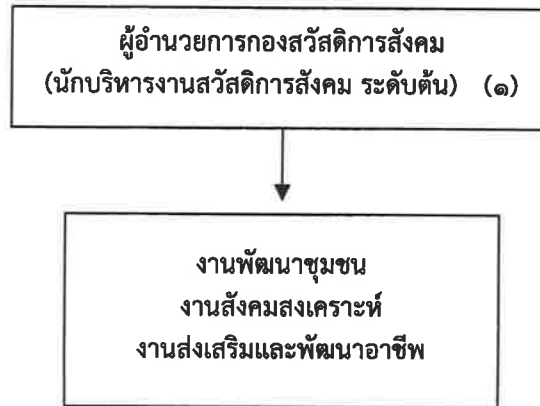 ผู้อำนวยการกองสวัสดิการสังคม
(นักบริหารงานสวัสดิการสังคม ระดับต้น) (๑)
งานพัฒนาชุมชน
งานสังคมสงเคราะห์
งานส่งเสริมและพัฒนาอาชีพ